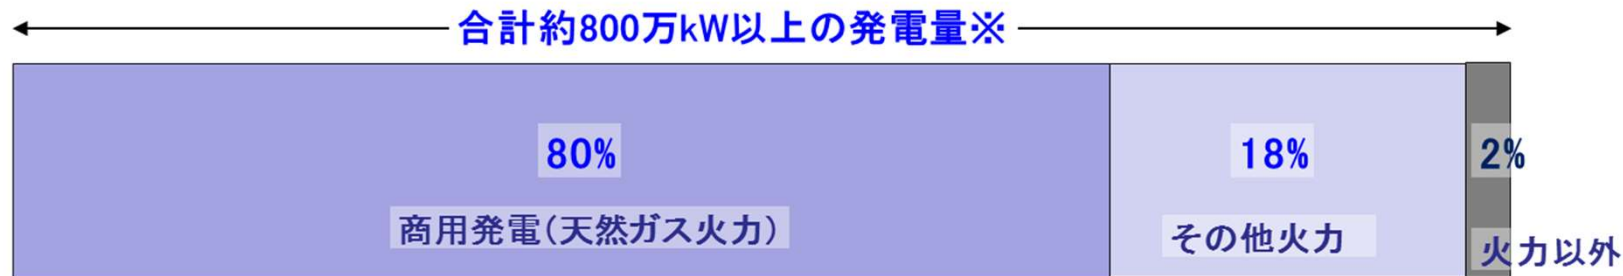 合計約800万kW以上の発電量※
80%
18%
2%
商用発電(天然ガス火力)
その他火力
火力以外